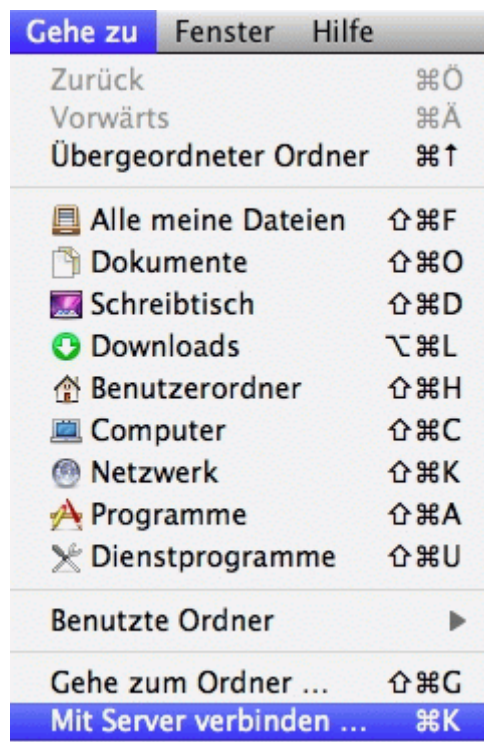 Gehe zu Fenster Hilfe
Zurück ⌘Ö
Vorwärts ⌘Ä
Übergeordneter Ordner ⌘↑
Alle meine Dateien ⇧⌘F
Dokumente ⇧⌘O
Schreibtisch ⇧⌘D
Downloads ⌥⌘L
Benutzerordner ⇧⌘H
Computer ⇧⌘C
Netzwerk ⇧⌘K
Programme ⇧⌘A
Dienstprogramme ⇧⌘U
Benutzte Ordner ▶
Gehe zum Ordner ... ⇧⌘G
Mit Server verbinden ... ⌘K